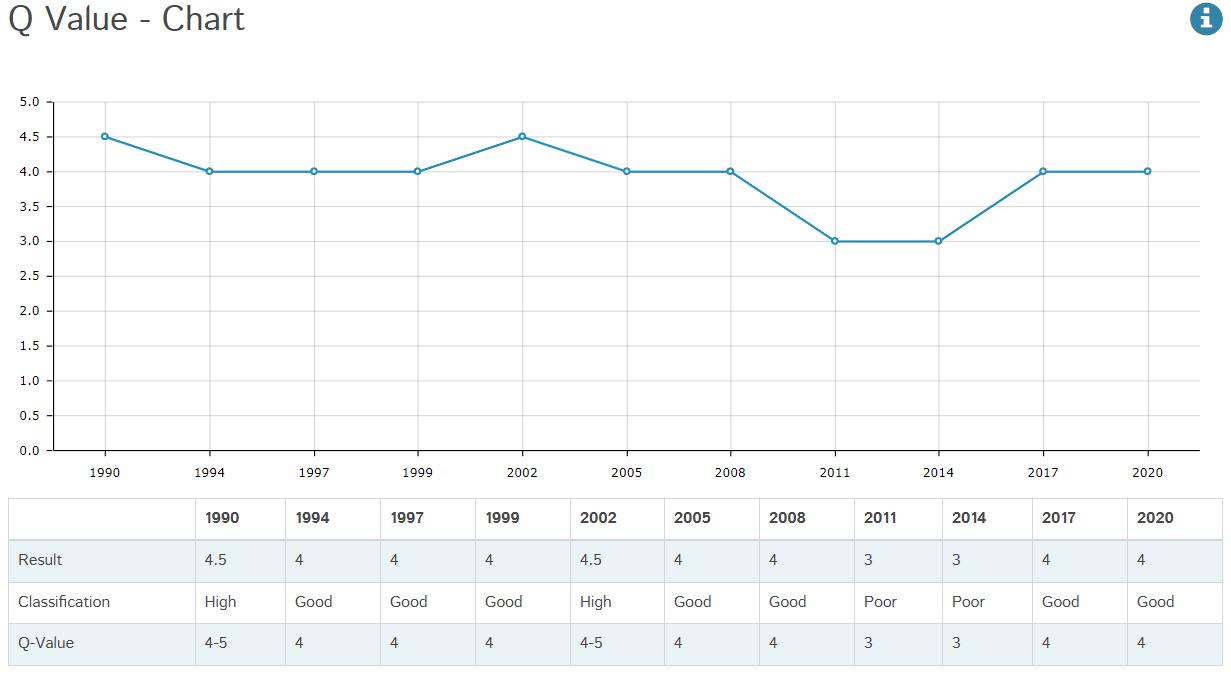 Q Value - Chart
5.0
4.5
4.0
3.5
3.0
2.5
2.0
1.5
1.0
0.5
0.0
1990 1994 1997 1999 2002 2005 2008 2011 2014 2017 2020
1990 1994 1997 1999 2002 2005 2008 2011 2014 2017 2020
Result 4.5 4 4 4 4.5 4 4 3 3 4 4
Classification High Good Good Good High Good Good Poor Poor Good Good
Q-Value 4-5 4 4 4 4-5 4 4 3 3 4 4